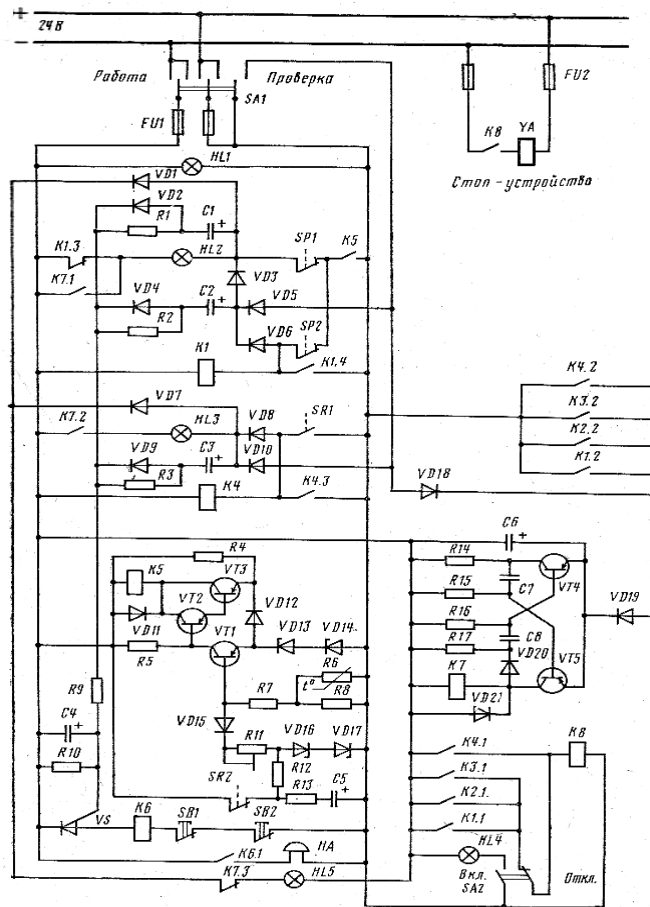 +
24В
−
Работа
Проверка
SA1
FU1
FU2
K8
YA
Стоп-устройства
HL1
VD1
VD2
R1
C1
+
K1.3
HL2
SP1
K5
K7.1
VD3
VD4
C2
+
VD5
R2
VD6
SP2
K1
K1.4
VD7
K4.2
K7.2
HL3
VD8
SR1
K3.2
K2.2
VD9
C3
+
VD10
K1.2
R3
K4
K4.3
VD18
C6
+
R4
R14
K5
VT3
C7
VT4
VT2
VD12
R15
VD19
VD11
VT1
VD13
VD14
R16
R5
R6
R17
C8
VD20
VT5
R9
R7
t°
R8
K7
VD15
VD21
C4
+
R11
VD16
VD17
K4.1
K8
R10
R12
K3.1
SR2
R13
C5
+
K2.1.
VS
K6
SB1
SB2
K1.1
K6.1
HA
HL4
K7.3
HL5
Вкл.
SA2
Откл.